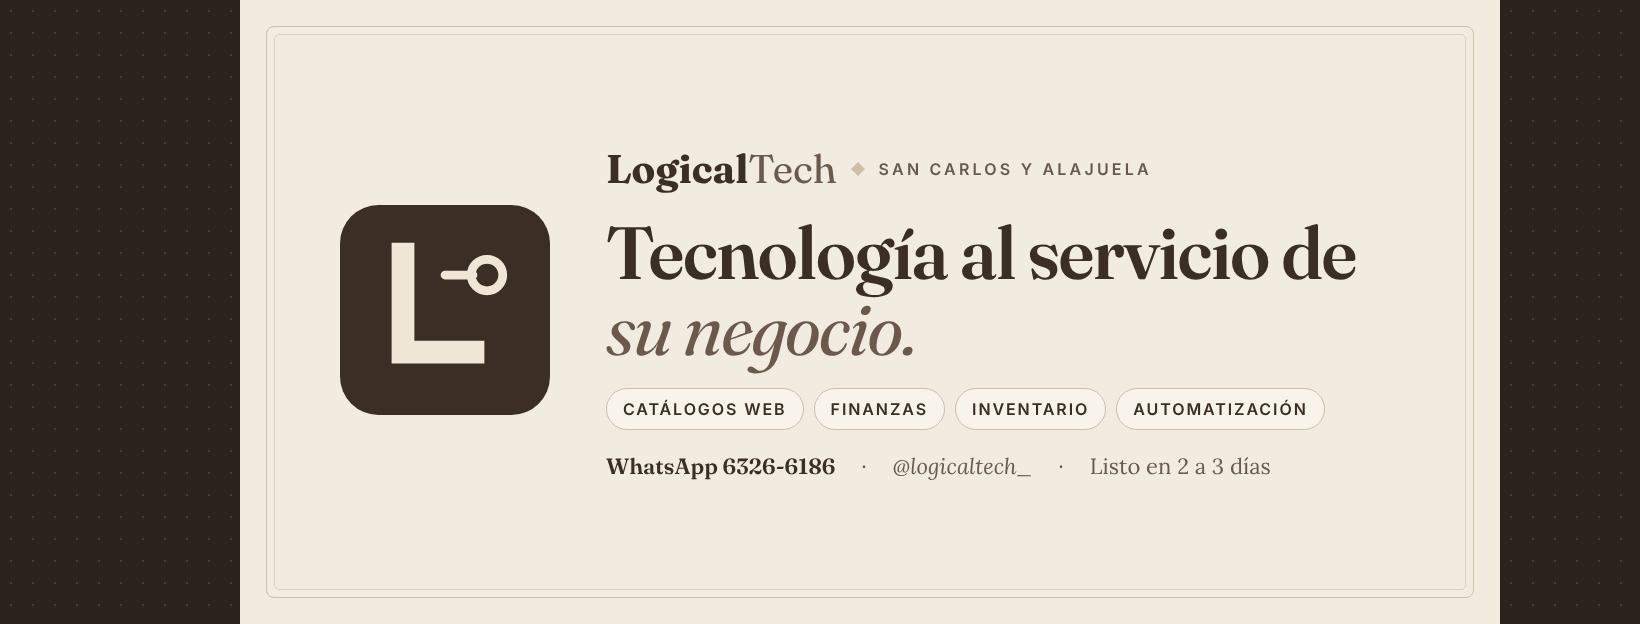 LogicalTech ◆ SAN CARLOS Y ALAJUELA
L
Tecnología al servicio de
su negocio.
CATÁLOGOS WEB FINANZAS INVENTARIO AUTOMATIZACIÓN
WhatsApp 6326-6186 · @logicaltech_ · Listo en 2 a 3 días